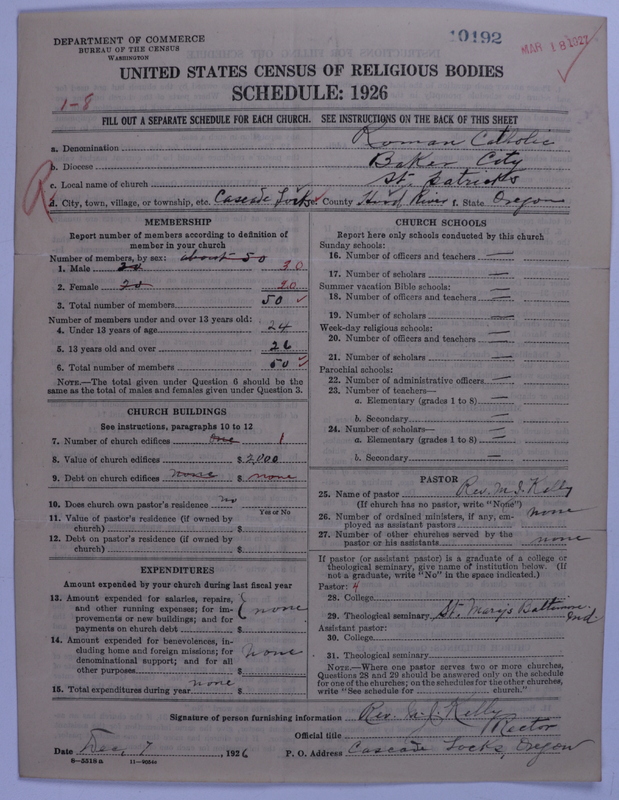 DEPARTMENT OF COMMERCE
BUREAU OF THE CENSUS
WASHINGTON
10192
MAR 18 1927
UNITED STATES CENSUS OF RELIGIOUS BODIES
SCHEDULE: 1926
1-8
FILL OUT A SEPARATE SCHEDULE FOR EACH CHURCH. SEE INSTRUCTIONS ON THE BACK OF THIS SHEET
a. Denomination Roman Catholic
b. Diocese Baker City
c. Local name of church St. Patrick's
R
d. City, town, village, or township, etc. Cascade Locks e. County Hood River f. State Oregon
MEMBERSHIP
Report number of members according to definition of
member in your church
Number of members, by sex: about 50
1. Male 30
2. Female 20
3. Total number of members 50
Number of members under and over 13 years old:
4. Under 13 years of age 24
5. 13 years old and over 26
6. Total number of members 50
NOTE.—The total given under Question 6 should be
the same as the total of males and females given under Question 3.
CHURCH BUILDINGS
See instructions, paragraphs 10 to 12
7. Number of church edifices one 1
8. Value of church edifices $ 2,000
9. Debt on church edifices none $ none
10. Does church own pastor's residence no
Yes or No
11. Value of pastor's residence (if owned by
church) $
12. Debt on pastor's residence (if owned by
church) $
EXPENDITURES
Amount expended by your church during last fiscal year
13. Amount expended for salaries, repairs,
and other running expenses; for im-
provements or new buildings; and for
payments on church debt $ none
14. Amount expended for benevolences, in-
cluding home and foreign missions; for
denominational support; and for all
other purposes $ none
15. Total expenditures during year none $
CHURCH SCHOOLS
Report here only schools conducted by this church
Sunday schools:
16. Number of officers and teachers —
17. Number of scholars —
Summer vacation Bible schools:
18. Number of officers and teachers —
19. Number of scholars —
Week-day religious schools:
20. Number of officers and teachers —
21. Number of scholars —
Parochial schools:
22. Number of administrative officers —
23. Number of teachers—
a. Elementary (grades 1 to 8) —
b. Secondary —
24. Number of scholars—
a. Elementary (grades 1 to 8) —
b. Secondary —
PASTOR
25. Name of pastor Rev. M. J. Kelly
(If church has no pastor, write "None")
26. Number of ordained ministers, if any, em-
ployed as assistant pastors none
27. Number of other churches served by the
pastor or his assistants none
If pastor (or assistant pastor) is a graduate of a college or
theological seminary, give name of institution below. (If
not a graduate, write "No" in the space indicated.)
Pastor: 4
28. College
29. Theological seminary St. Mary's Baltimore
Md.
Assistant pastor:
30. College
31. Theological seminary
NOTE.—Where one pastor serves two or more churches,
Questions 28 and 29 should be answered only on the schedule
for one of the churches; on the schedules for the other churches,
write "See schedule for church."
Signature of person furnishing information Rev. M. J. Kelly
Official title Rector
Date Dec, 7, 1926 P. O. Address Cascade Locks, Oregon
8-5318 a